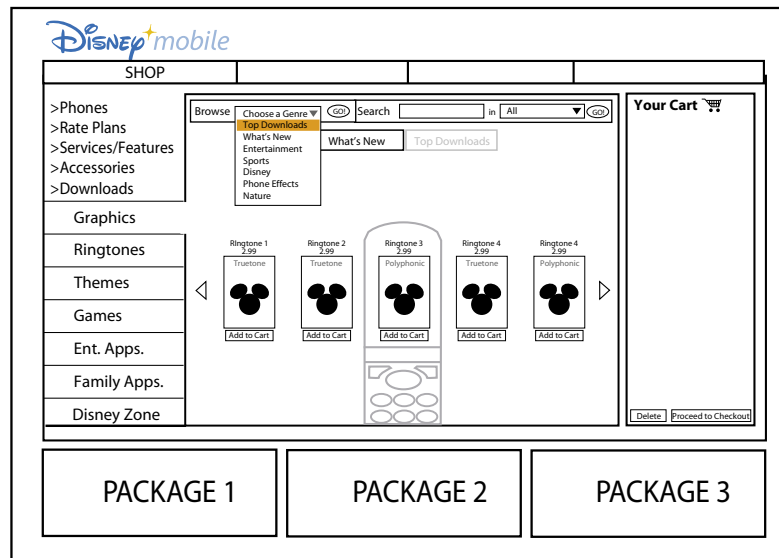 Disney mobile
SHOP
>Phones
>Rate Plans
>Services/Features
>Accessories
>Downloads
Graphics
Ringtones
Themes
Games
Ent. Apps.
Family Apps.
Disney Zone
Browse Choose a Genre GO! Search in All GO!
Top Downloads
What's New
Entertainment
Sports
Disney
Phone Effects
Nature
What's New Top Downloads
RIngtone 1 Ringtone 2 Ringtone 3 Ringtone 4 Ringtone 4
2.99 2.99 2.99 2.99 2.99
Truetone Truetone Polyphonic Truetone Polyphonic
Add to Cart Add to Cart Add to Cart Add to Cart Add to Cart
Your Cart
Delete Proceed to Checkout
PACKAGE 1 PACKAGE 2 PACKAGE 3